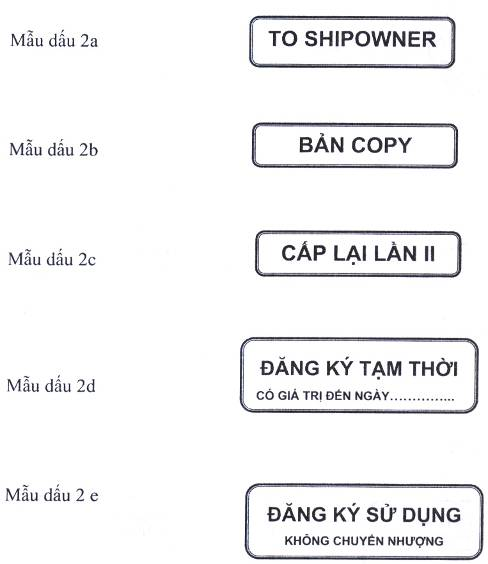 Mẫu dấu 2a
TO SHIPOWNER
Mẫu dấu 2b
BẢN COPY
Mẫu dấu 2c
CẤP LẠI LẦN II
Mẫu dấu 2d
ĐĂNG KÝ TẠM THỜI
CÓ GIÁ TRỊ ĐẾN NGÀY…………...
Mẫu dấu 2 e
ĐĂNG KÝ SỬ DỤNG
KHÔNG CHUYỂN NHƯỢNG